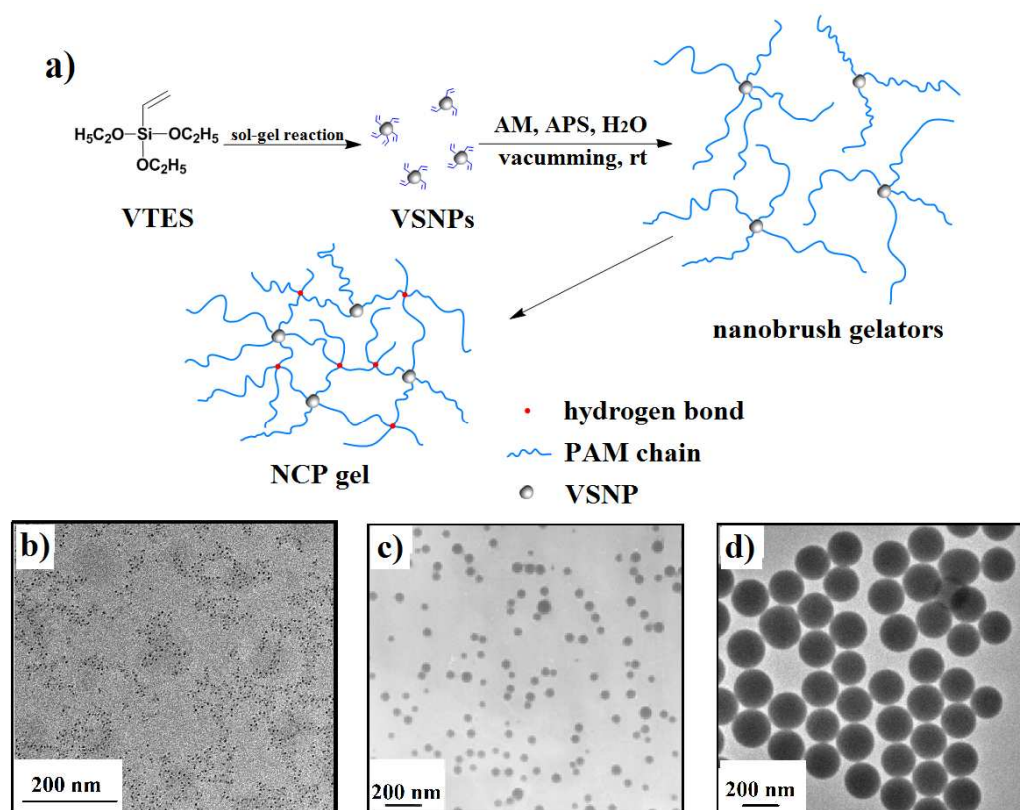 a)
H₅C₂O—Si—OC₂H₅
OC₂H₅
VTES
sol-gel reaction
VSNPs
AM, APS, H₂O
vacumming, rt
nanobrush gelators
NCP gel
hydrogen bond
PAM chain
VSNP
b)
200 nm
c)
200 nm
d)
200 nm